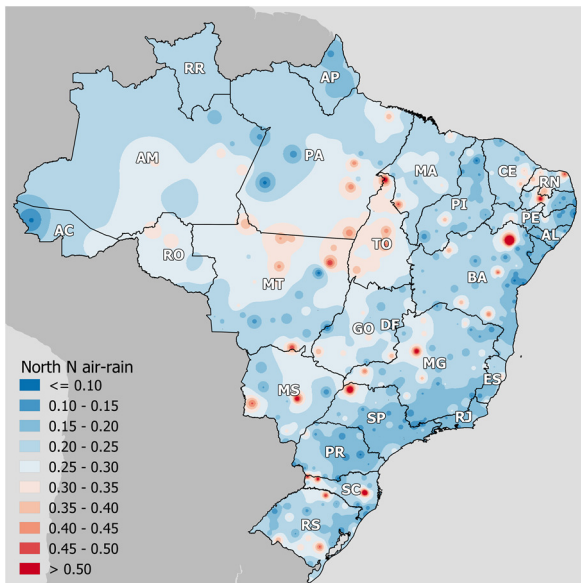 RR
AP
AM
PA
MA
CE
RN
PI
PE
AL
AC
RO
TO
MT
BA
GO
DF
MG
MS
ES
SP
RJ
PR
SC
RS
North N air-rain
<= 0.10
0.10 - 0.15
0.15 - 0.20
0.20 - 0.25
0.25 - 0.30
0.30 - 0.35
0.35 - 0.40
0.40 - 0.45
0.45 - 0.50
> 0.50